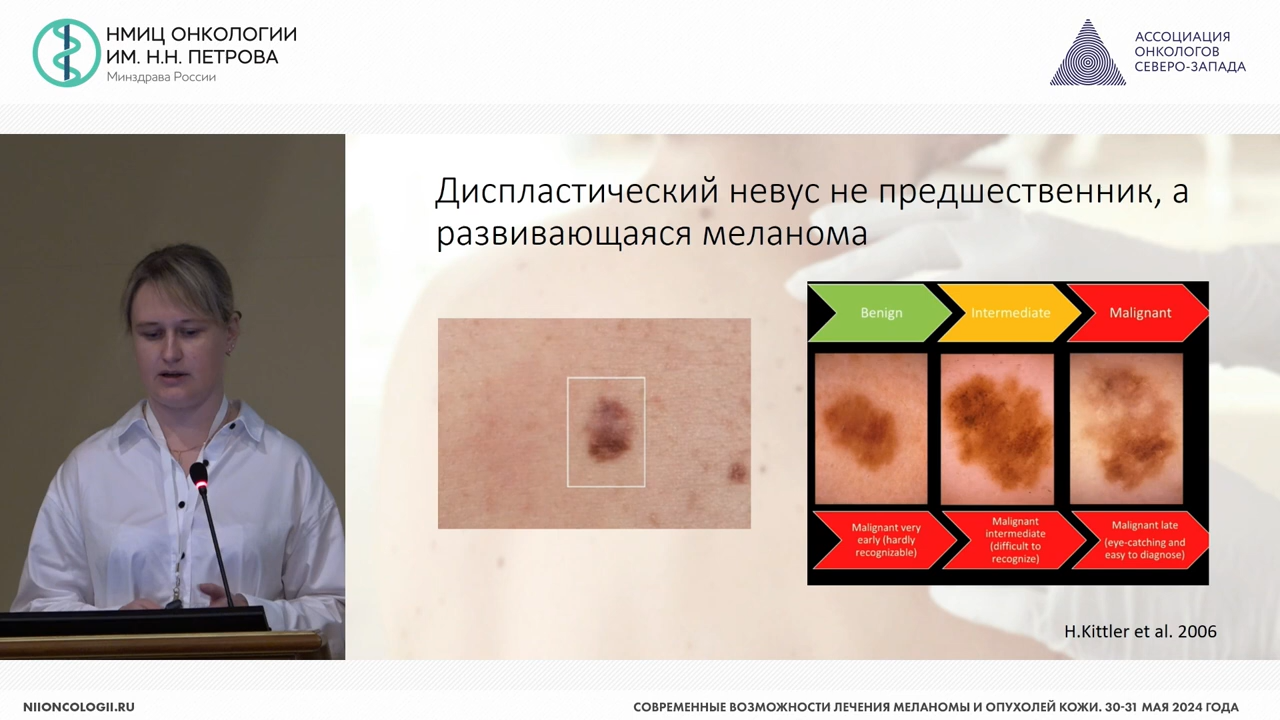 НМИЦ ОНКОЛОГИИ
ИМ. Н.Н. ПЕТРОВА
Минздрава России
АССОЦИАЦИЯ
ОНКОЛОГОВ
СЕВЕРО-ЗАПАДА
Диспластический невус не предшественник, а
развивающаяся меланома
Benign
Intermediate
Malignant
Malignant very
early (hardly
recognizable)
Malignant
intermediate
(difficult to
recognize)
Malignant late
(eye-catching and
easy to diagnose)
H.Kittler et al. 2006
NIIONCOLOGII.RU
СОВРЕМЕННЫЕ ВОЗМОЖНОСТИ ЛЕЧЕНИЯ МЕЛАНОМЫ И ОПУХОЛЕЙ КОЖИ. 30-31 МАЯ 2024 ГОДА